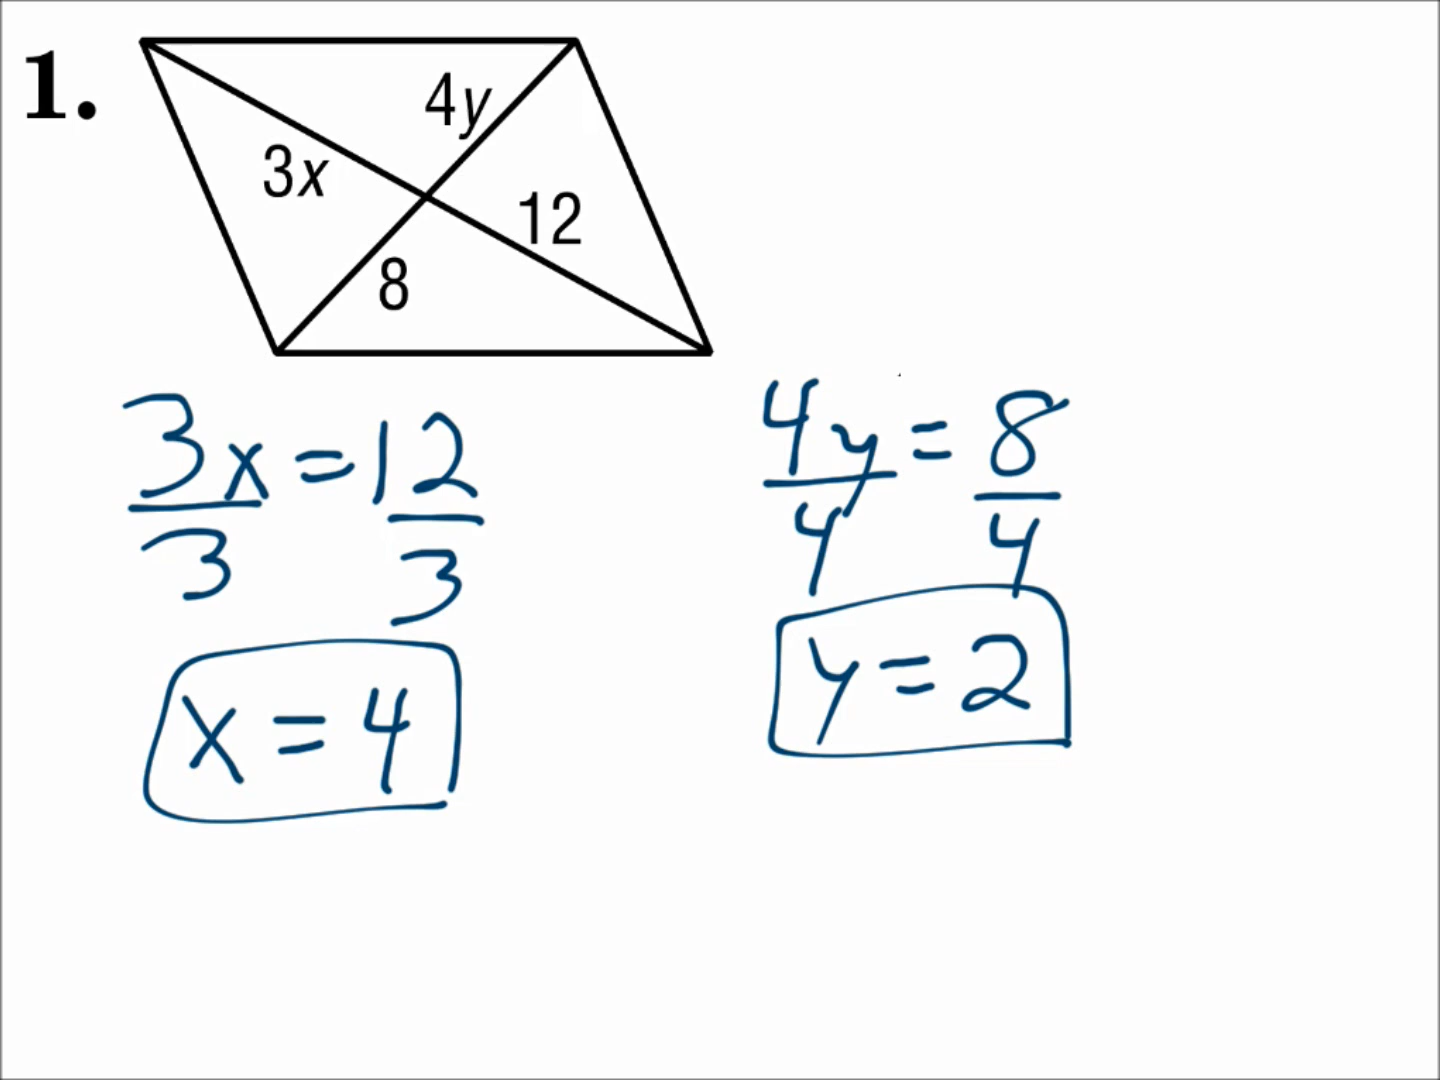 1.
4y
3x
12
8
3x = 12
3 3
x = 4
4y = 8
4 4
y = 2